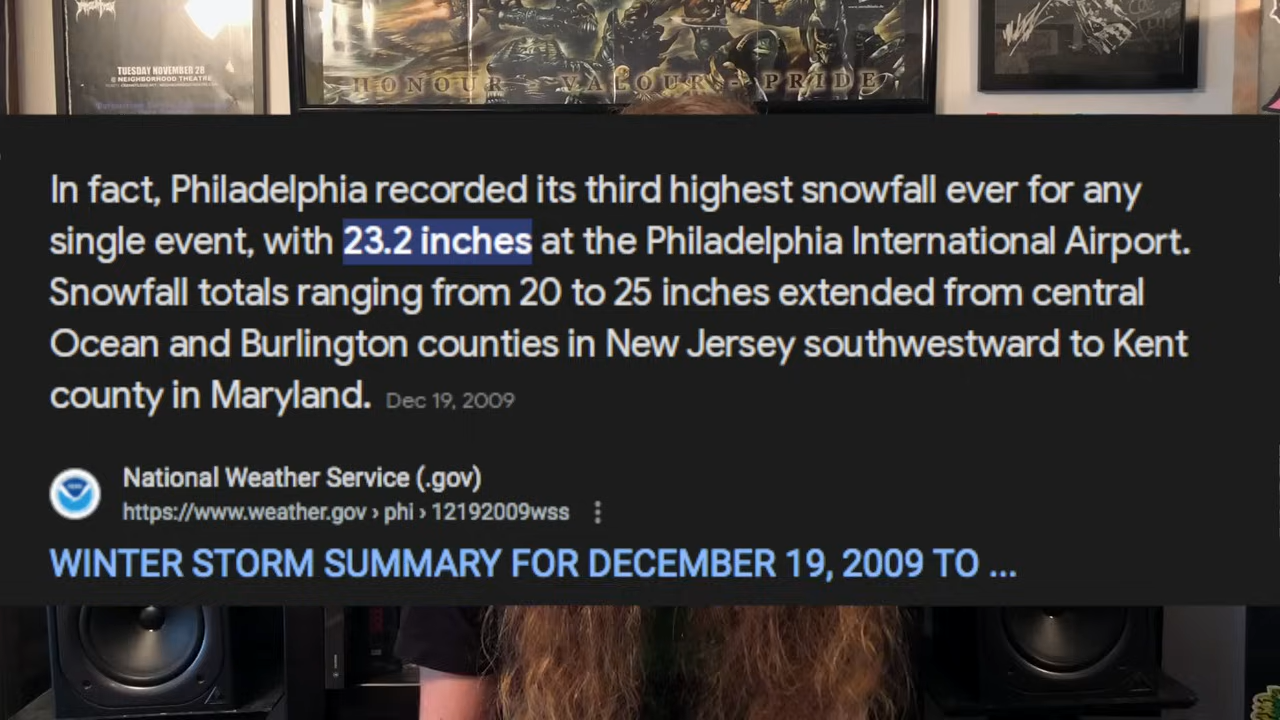 TUESDAY NOVEMBER 28
@ NEIGHBORHOOD THEATRE
HONOUR - VALOUR - PRIDE
In fact, Philadelphia recorded its third highest snowfall ever for any
single event, with 23.2 inches at the Philadelphia International Airport.
Snowfall totals ranging from 20 to 25 inches extended from central
Ocean and Burlington counties in New Jersey southwestward to Kent
county in Maryland. Dec 19, 2009
National Weather Service (.gov)
https://www.weather.gov › phi › 12192009wss
WINTER STORM SUMMARY FOR DECEMBER 19, 2009 TO ...